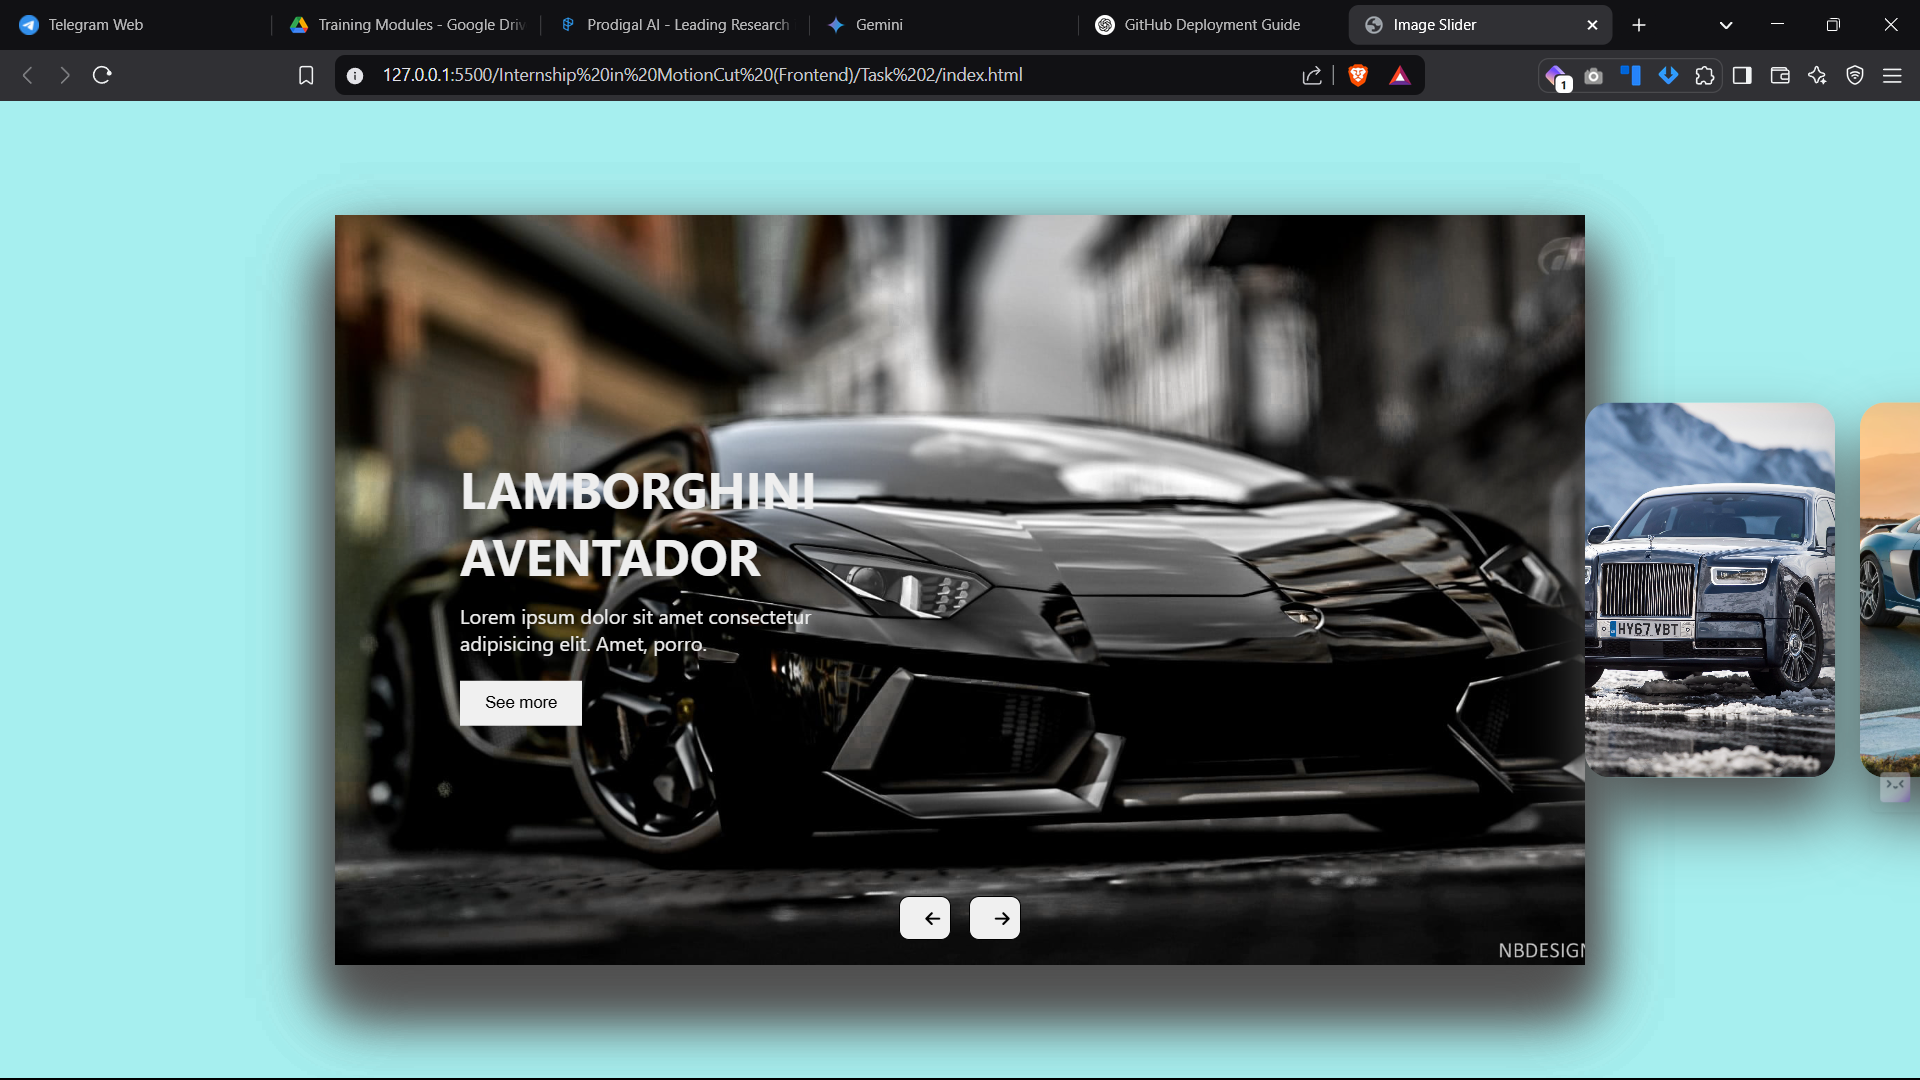 Telegram Web
Training Modules - Google Driv
Prodigal AI - Leading Research
Gemini
GitHub Deployment Guide
Image Slider
127.0.0.1:5500/Internship%20in%20MotionCut%20(Frontend)/Task%202/index.html
1
LAMBORGHINI
AVENTADOR
Lorem ipsum dolor sit amet consectetur
adipisicing elit. Amet, porro.
See more
HY67 VBT
NBDESIGN